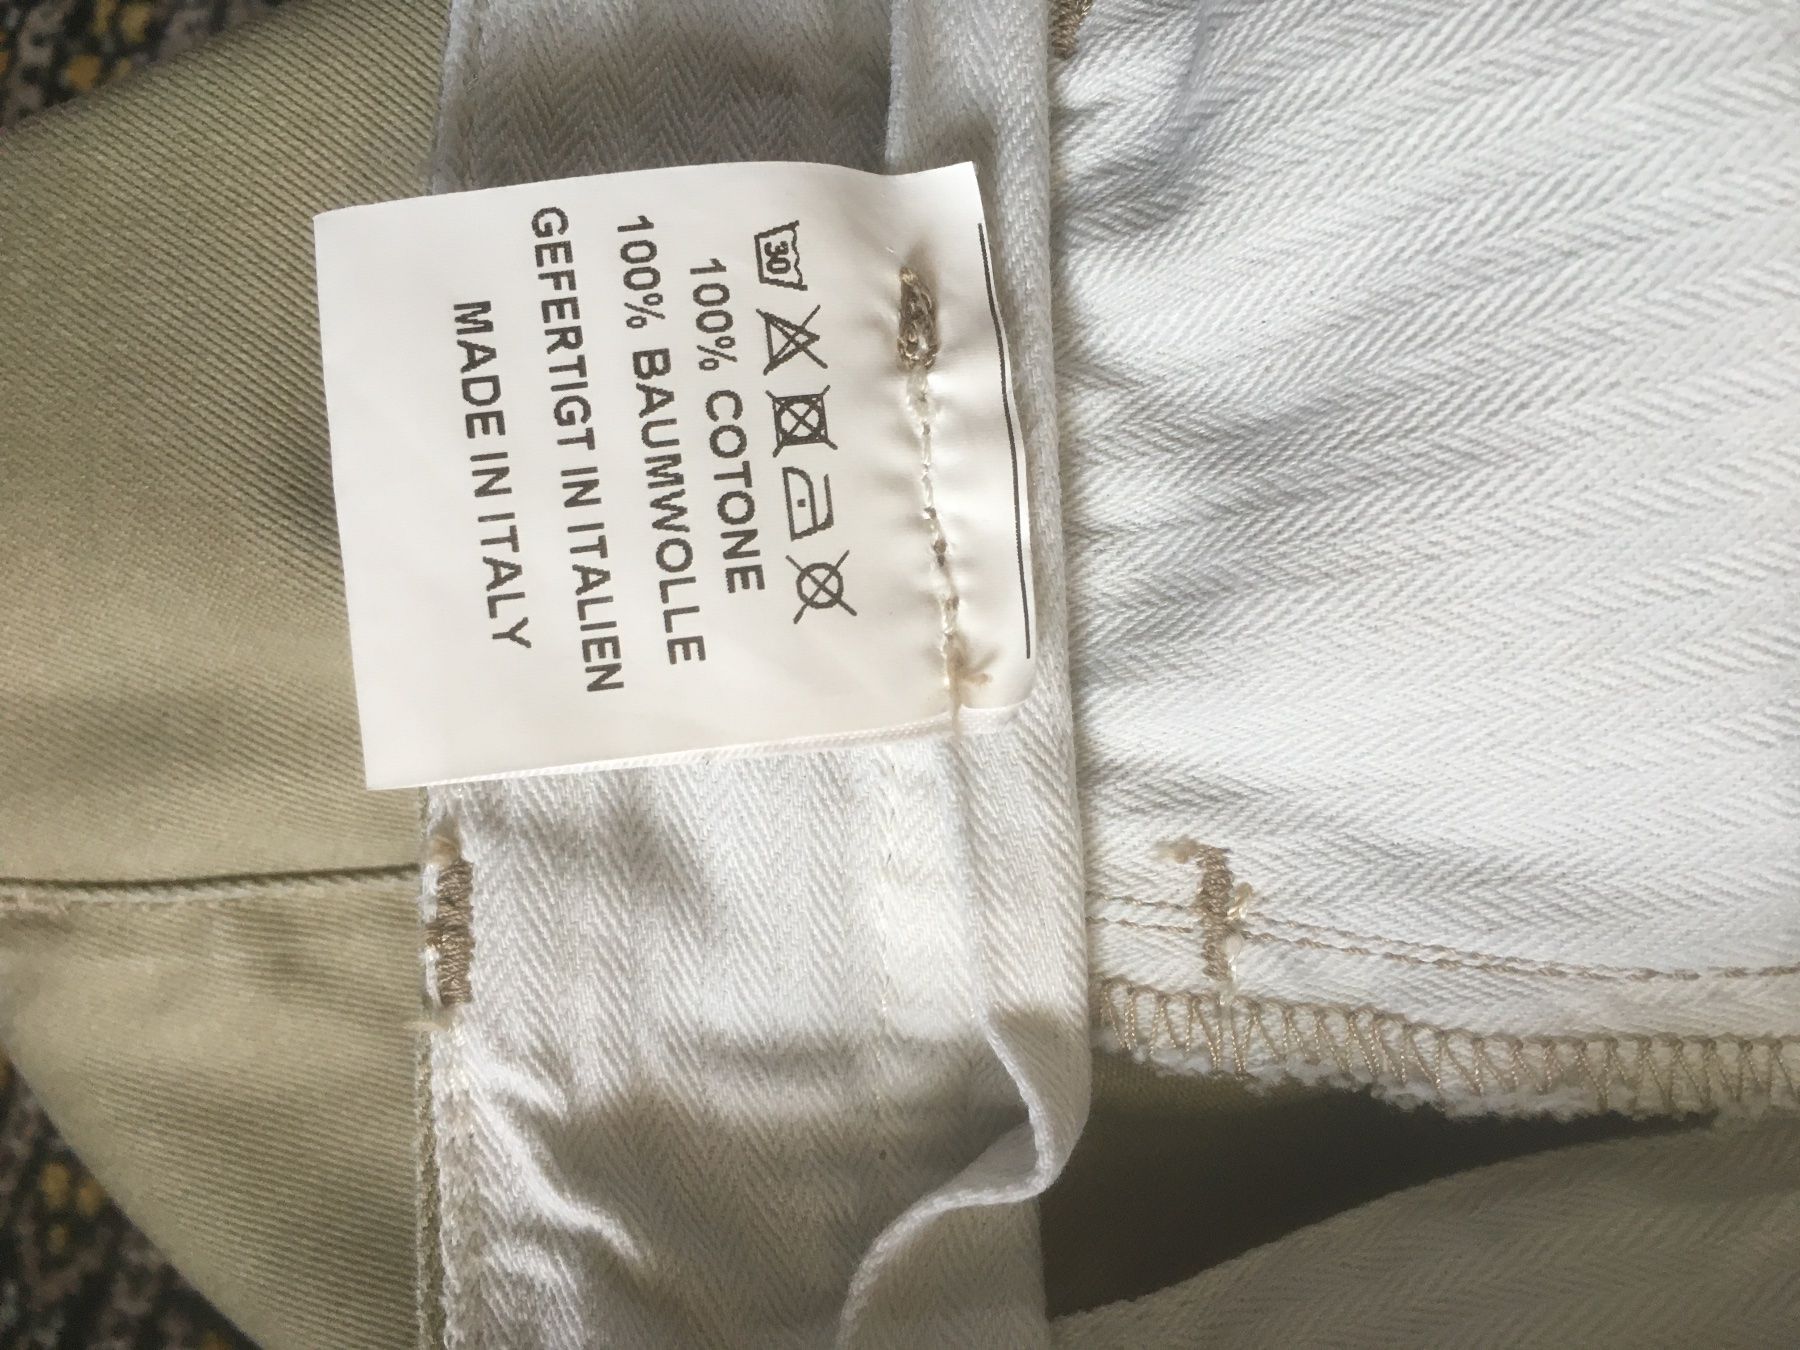 30
100% COTONE
100% BAUMWOLLE
GEFERTIGT IN ITALIEN
MADE IN ITALY